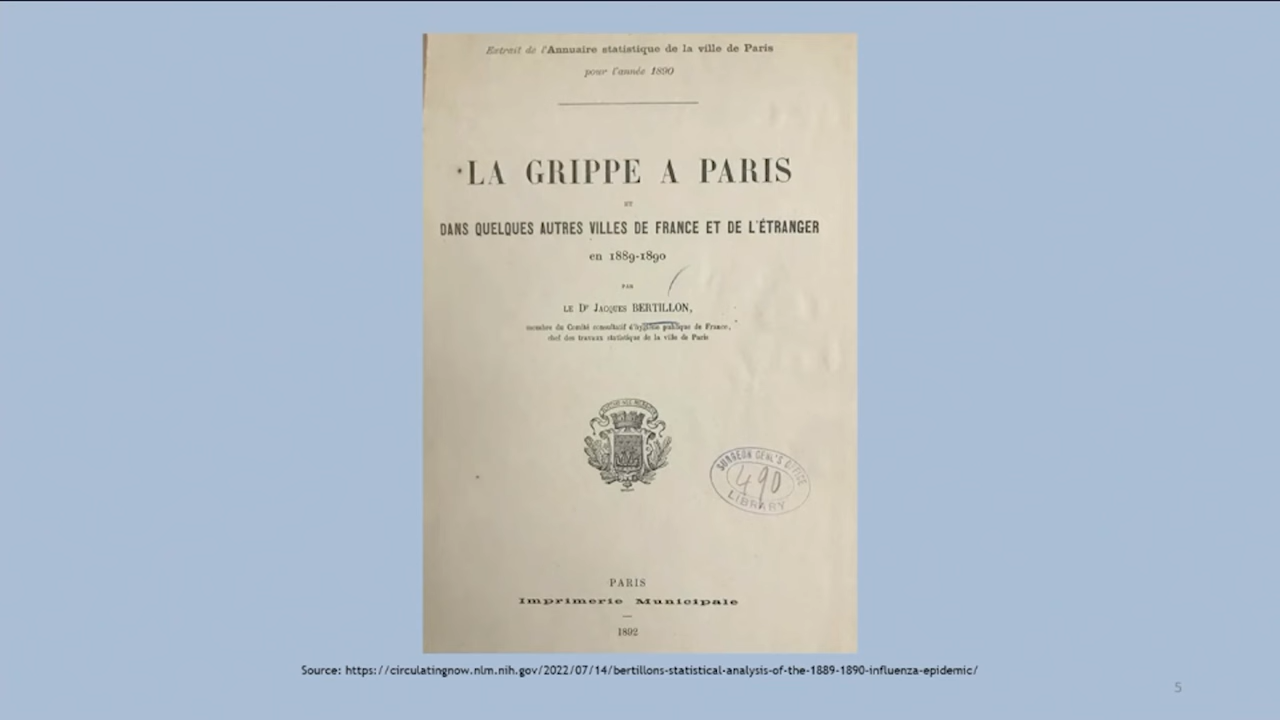 Extrait de l'Annuaire statistique de la ville de Paris
pour l'année 1890
LA GRIPPE A PARIS
ET
DANS QUELQUES AUTRES VILLES DE FRANCE ET DE L'ÉTRANGER
en 1889-1890
PAR
LE Dr JACQUES BERTILLON,
membre du Comité consultatif d'hygiène publique de France,
chef des travaux statistique de la ville de Paris
SURGEON GENL'S OFFICE
490
LIBRARY
PARIS
Imprimerie Municipale
1892
Source: https://circulatingnow.nlm.nih.gov/2022/07/14/bertillons-statistical-analysis-of-the-1889-1890-influenza-epidemic/
5